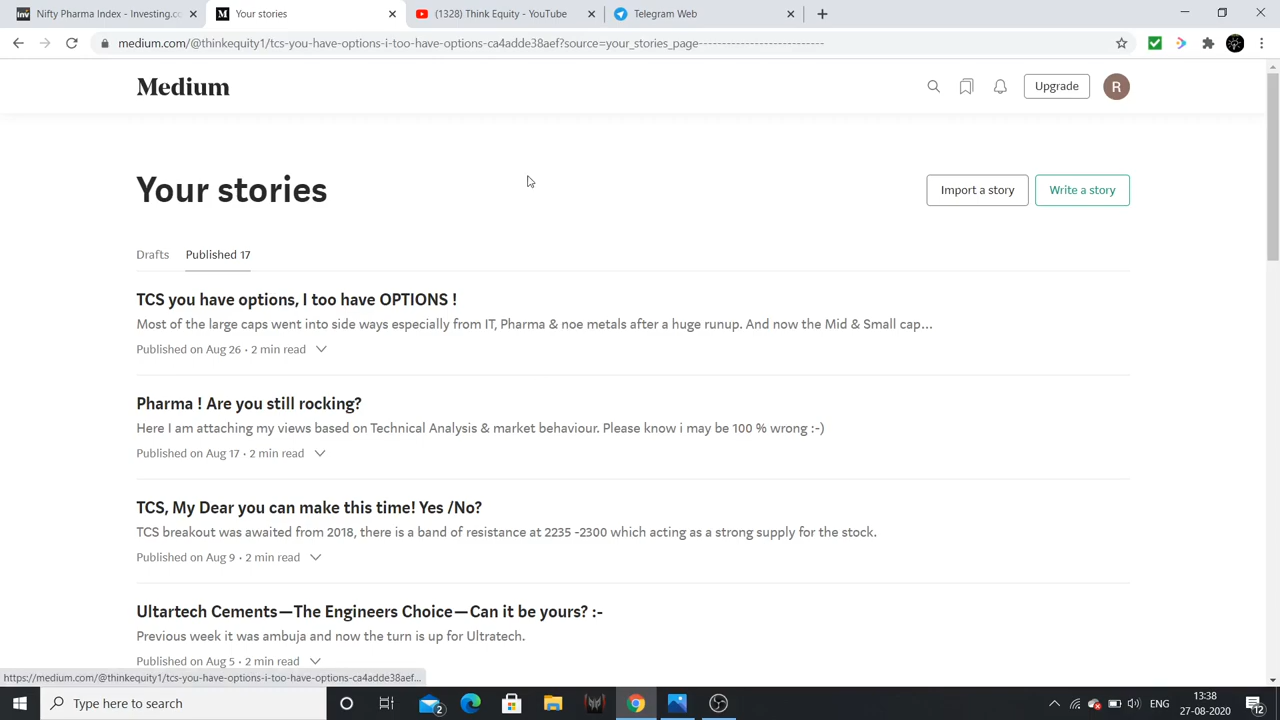 Nifty Pharma Index - Investing.co
Your stories
(1328) Think Equity - YouTube
Telegram Web
medium.com/@thinkequity1/tcs-you-have-options-i-too-have-options-ca4adde38aef?source=your_stories_page---------------------------
Medium
Upgrade
R
Your stories
Import a story
Write a story
Drafts
Published 17
TCS you have options, I too have OPTIONS !
Most of the large caps went into side ways especially from IT, Pharma & noe metals after a huge runup. And now the Mid & Small cap…
Published on Aug 26 · 2 min read
Pharma ! Are you still rocking?
Here I am attaching my views based on Technical Analysis & market behaviour. Please know i may be 100 % wrong :-)
Published on Aug 17 · 2 min read
TCS, My Dear you can make this time! Yes /No?
TCS breakout was awaited from 2018, there is a band of resistance at 2235 -2300 which acting as a strong supply for the stock.
Published on Aug 9 · 2 min read
Ultartech Cements — The Engineers Choice — Can it be yours? :-
Previous week it was ambuja and now the turn is up for Ultratech.
Published on Aug 5 · 2 min read
https://medium.com/@thinkequity1/tcs-you-have-options-i-too-have-options-ca4adde38aef...
Type here to search
2
ENG
13:38
27-08-2020
12